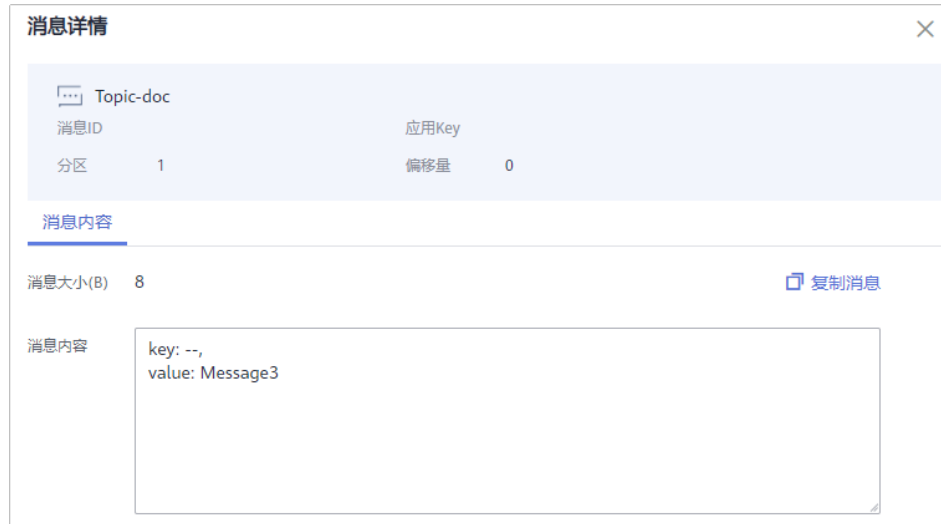 消息详情
Topic-doc
消息ID 应用Key
分区 1 偏移量 0
消息内容
消息大小(B) 8 复制消息
消息内容 key: --,
value: Message3